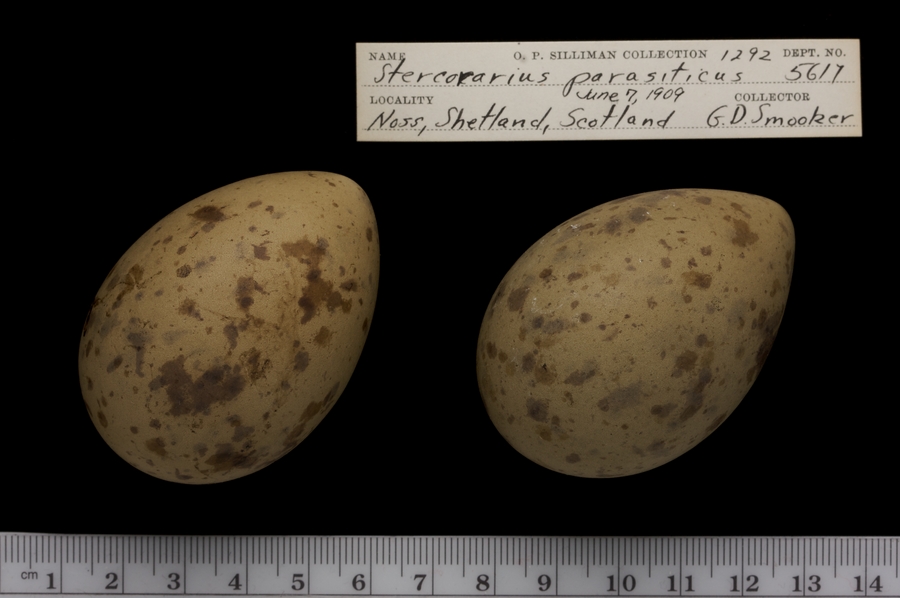 NAME O. P. SILLIMAN COLLECTION 1292 DEPT. NO.
Stercorarius parasiticus 5617
June 7, 1909
LOCALITY COLLECTOR
Noss, Shetland, Scotland G.D. Smooker
cm 1 2 3 4 5 6 7 8 9 10 11 12 13 14